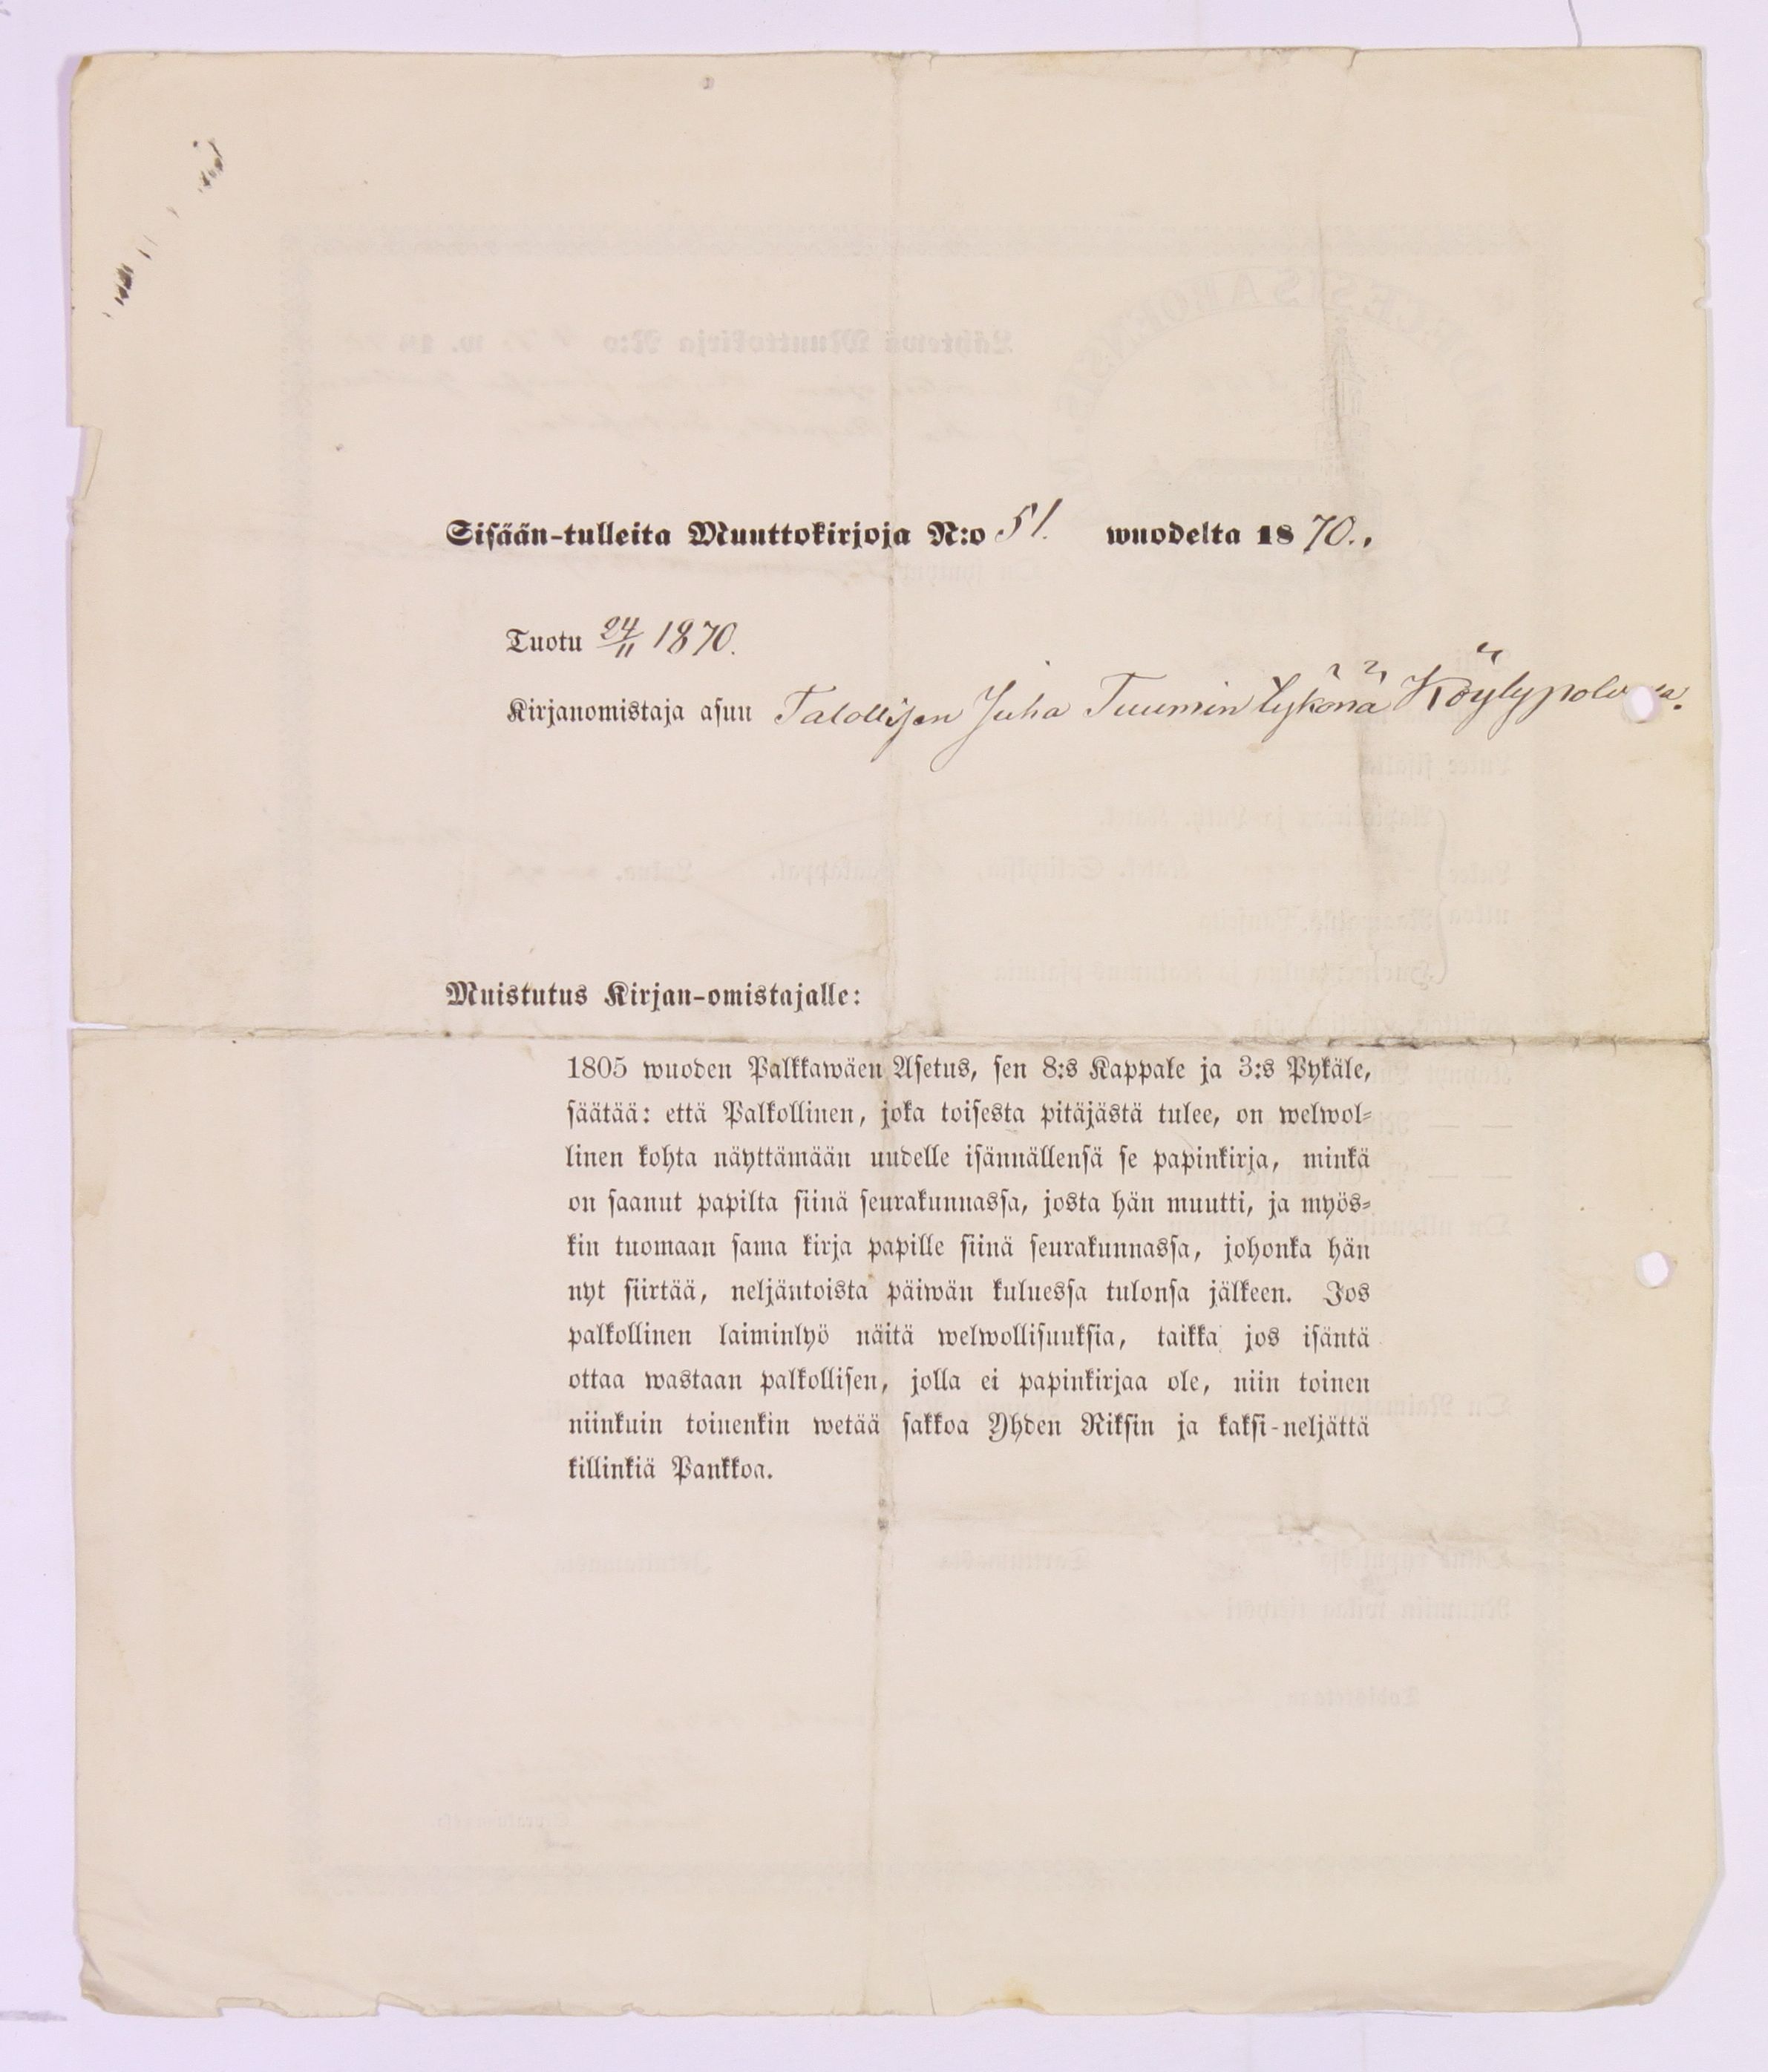 Sisään-tulleita Muuttokirjoja N:o 51. wuodelta 1870.,
Tuotu 24/11 1870.
Kirjanomistaja asuu Talollisen Juha Tuumin tykönä
Muistutus Kirjan-omistajalle:
1805 wuoden Palkkawäen Asetus, sen 8:s Kappale ja 3:s Pykäle,
säätää: että Palkollinen, joka toisesta pitäjästä tulee, on welwol-
linen kohta näyttämään uudelle isännällensä se papinkirja, minkä
on saanut papilta siinä seurakunnassa, josta hän muutti, ja myös-
kin tuomaan sama kirja papille siinä seurakunnassa, johonka hän
nyt siirtää, neljäntoista päiwän kuluessa tulonsa jälkeen. Jos
palkollinen laiminlyö näitä welwollisuuksia, taikka jos isäntä
ottaa wastaan palkollisen, jolla ei papinkirjaa ole, niin toinen
niinkuin toinenkin wetää sakkoa Yhden Riksin ja kaksi-neljättä
killinkiä Pankkoa.